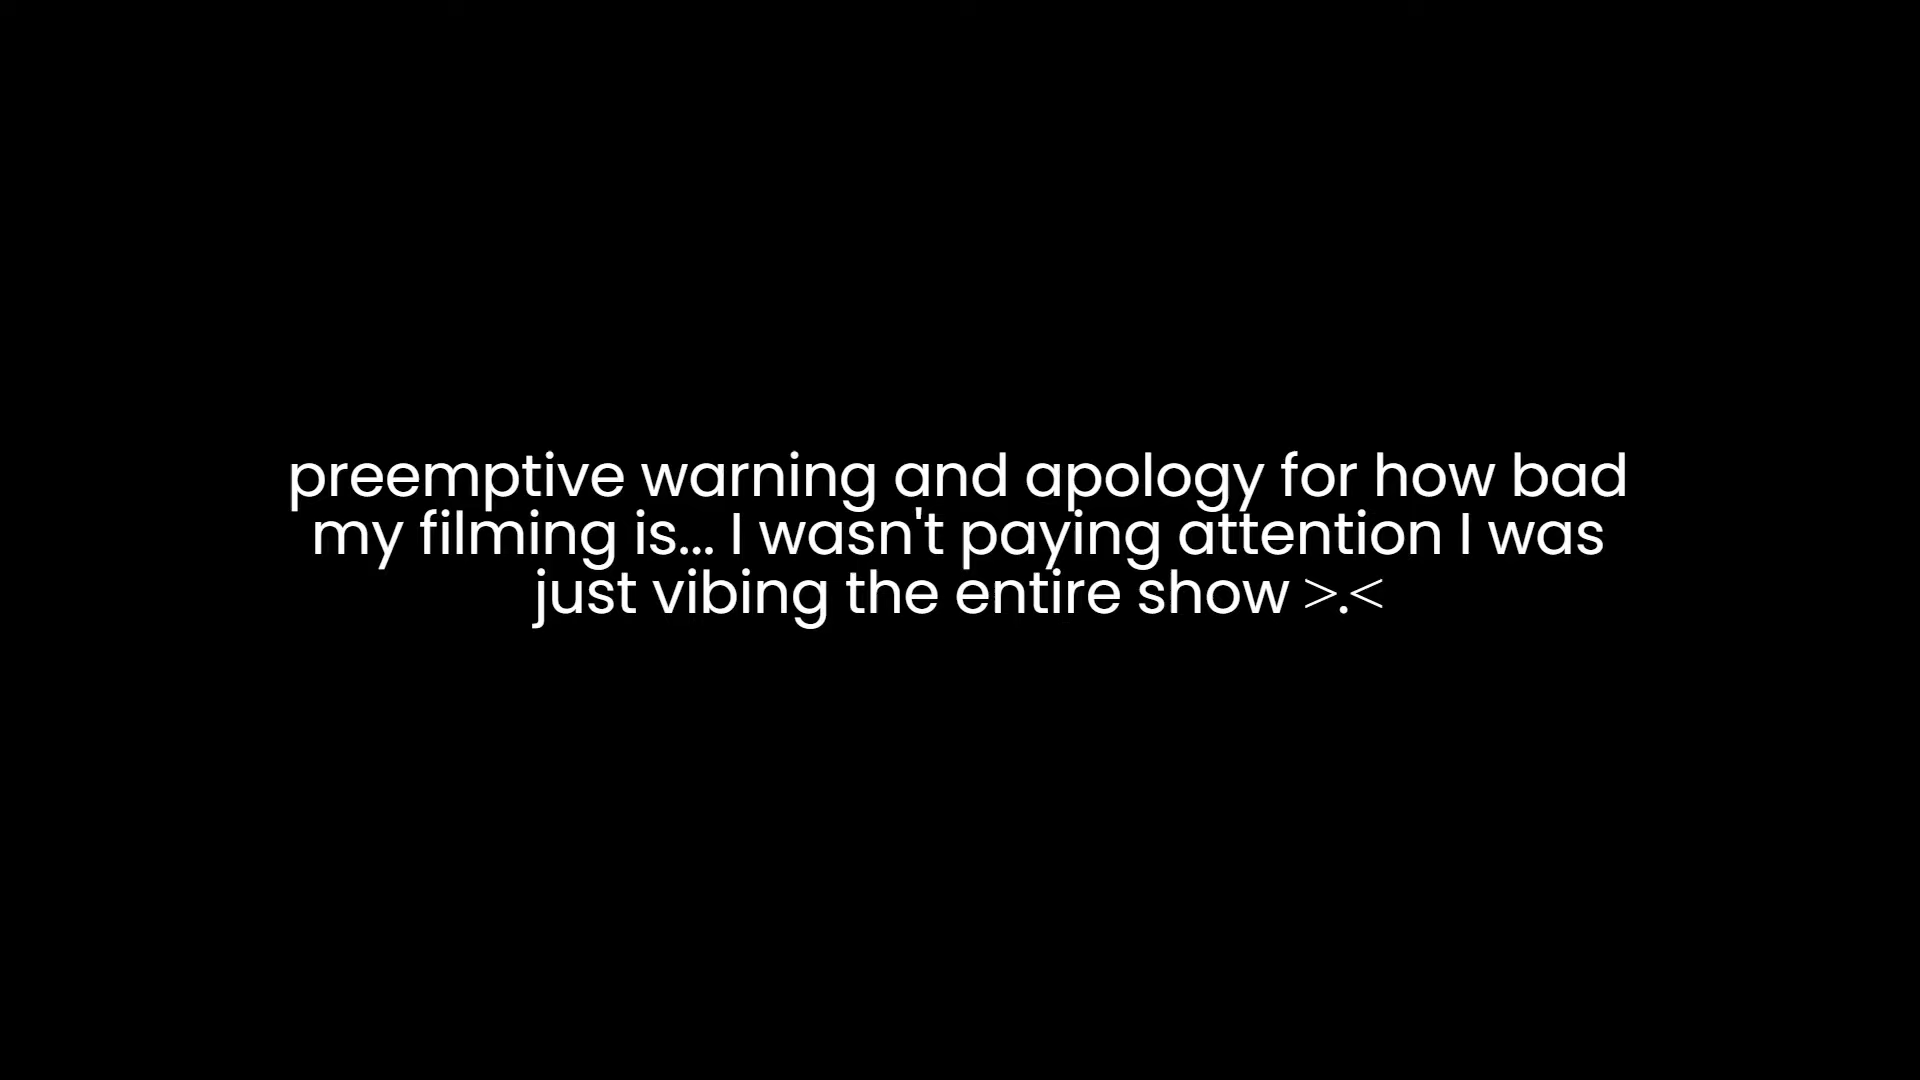 preemptive warning and apology for how bad
my filming is... I wasn't paying attention I was
just vibing the entire show >.<